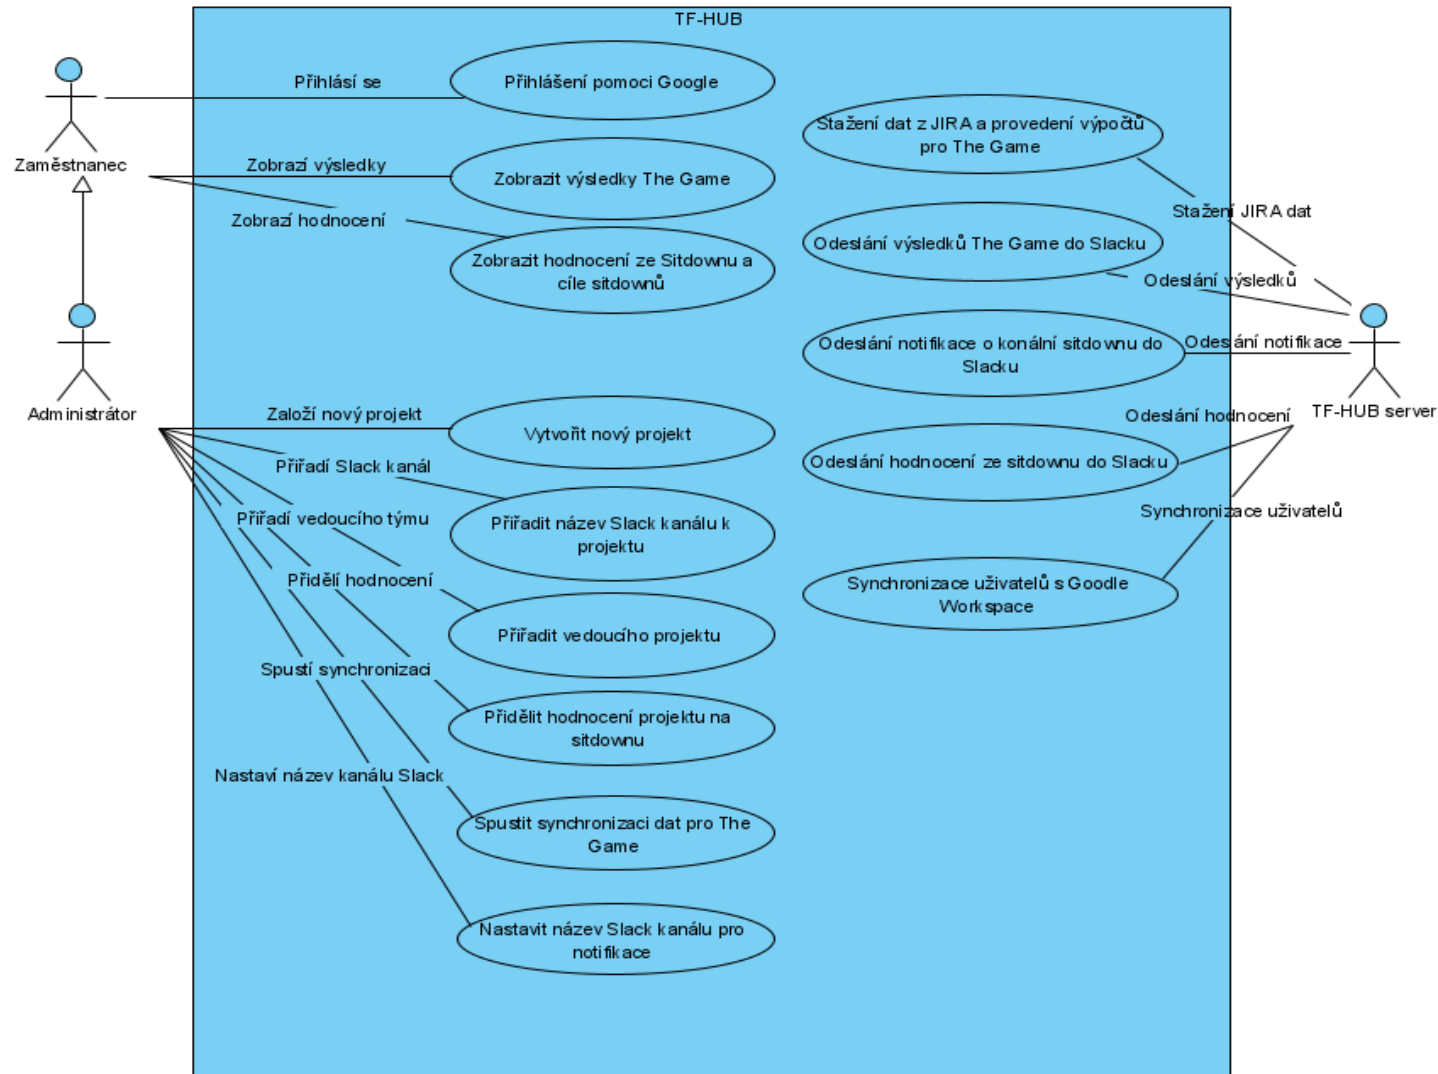 TF-HUB
Přihlásí se
Přihlášení pomoci Google
Zaměstnanec
Zobrazí výsledky
Zobrazit výsledky The Game
Zobrazí hodnocení
Zobrazit hodnocení ze Sitdownu a
cíle sitdownů
Administrátor
Založí nový projekt
Vytvořit nový projekt
Přiřadí Slack kanál
Přiřadit název Slack kanálu k
projektu
Přiřadí vedoucího týmu
Přiřadit vedoucího projektu
Přidělí hodnocení
Přidělit hodnocení projektu na
sitdownu
Spustí synchronizaci
Spustit synchronizaci dat pro The
Game
Nastaví název kanálu Slack
Nastavit název Slack kanálu pro
notifikace
Stažení dat z JIRA a provedení výpočtů
pro The Game
Stažení JIRA dat
Odeslání výsledků The Game do Slacku
Odeslání výsledků
Odeslání notifikace o konální sitdownu do
Slacku
Odeslání notifikace
TF-HUB server
Odeslání hodnocení
Odeslání hodnocení ze sitdownu do Slacku
Synchronizace uživatelů
Synchronizace uživatelů s Goodle
Workspace